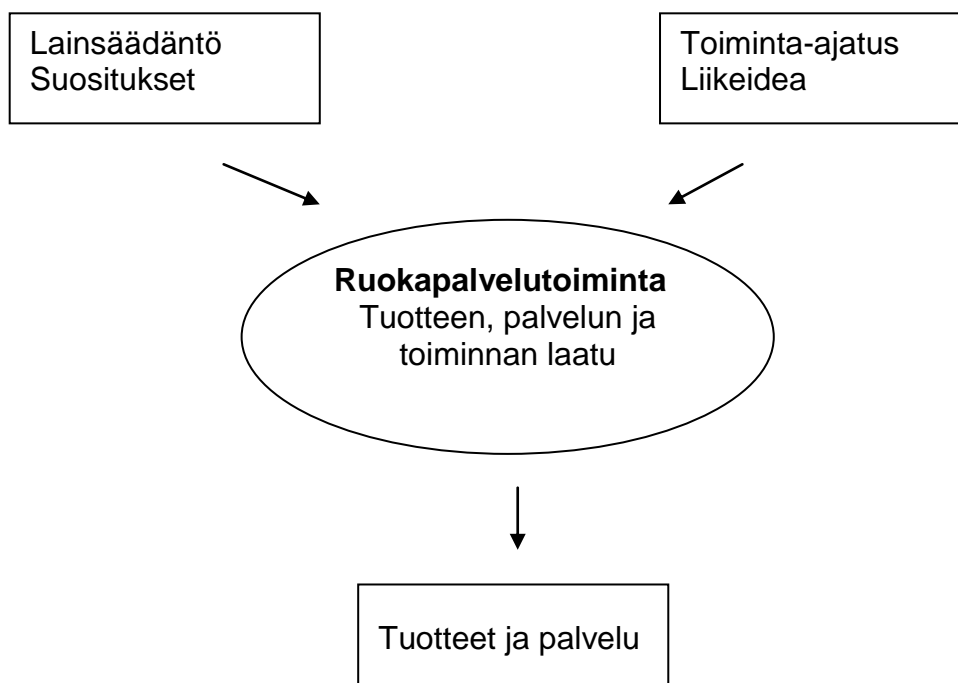 Lainsäädäntö
Suositukset
Toiminta-ajatus
Liikeidea
Ruokapalvelutoiminta
Tuotteen, palvelun ja
toiminnan laatu
Tuotteet ja palvelu